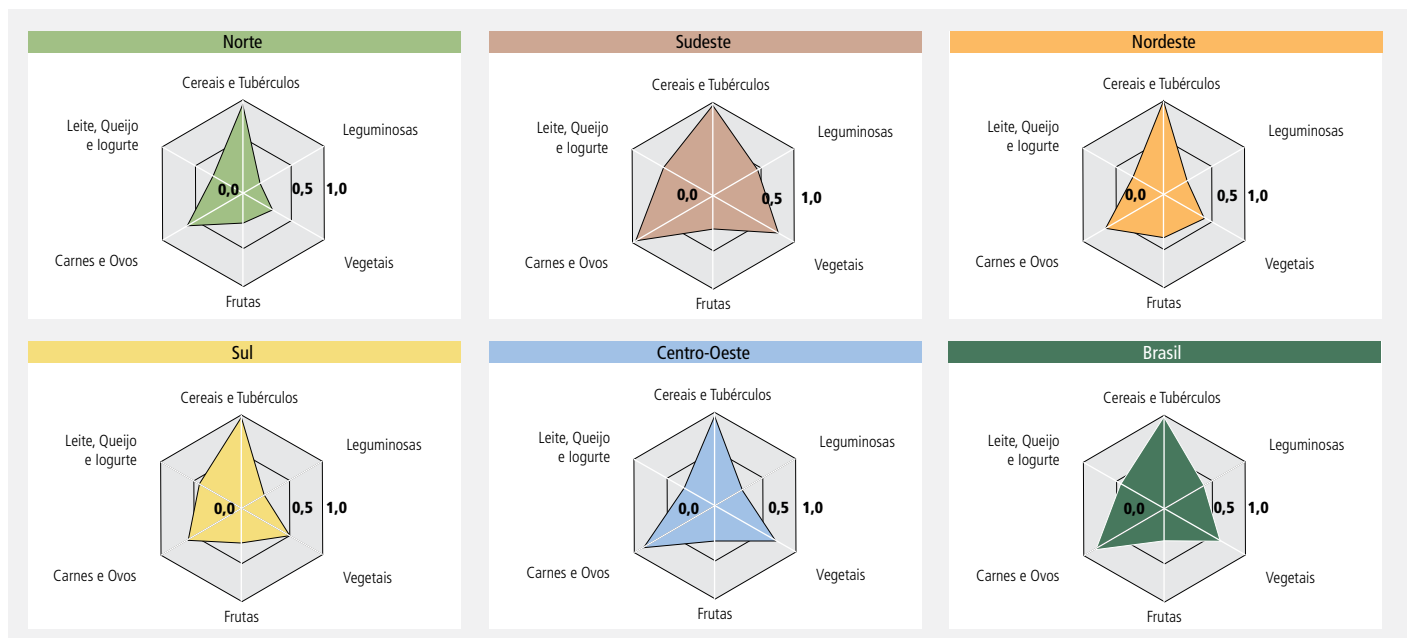 Norte
Cereais e Tubérculos
Leite, Queijo
e Iogurte
Leguminosas
0,0
0,5
1,0
Carnes e Ovos
Vegetais
Frutas
Sudeste
Cereais e Tubérculos
Leite, Queijo
e Iogurte
Leguminosas
0,0
0,5
1,0
Carnes e Ovos
Vegetais
Frutas
Nordeste
Cereais e Tubérculos
Leite, Queijo
e Iogurte
Leguminosas
0,0
0,5
1,0
Carnes e Ovos
Vegetais
Frutas
Sul
Cereais e Tubérculos
Leite, Queijo
e Iogurte
Leguminosas
0,0
0,5
1,0
Carnes e Ovos
Vegetais
Frutas
Centro-Oeste
Cereais e Tubérculos
Leite, Queijo
e Iogurte
Leguminosas
0,0
0,5
1,0
Carnes e Ovos
Vegetais
Frutas
Brasil
Cereais e Tubérculos
Leite, Queijo
e Iogurte
Leguminosas
0,0
0,5
1,0
Carnes e Ovos
Vegetais
Frutas